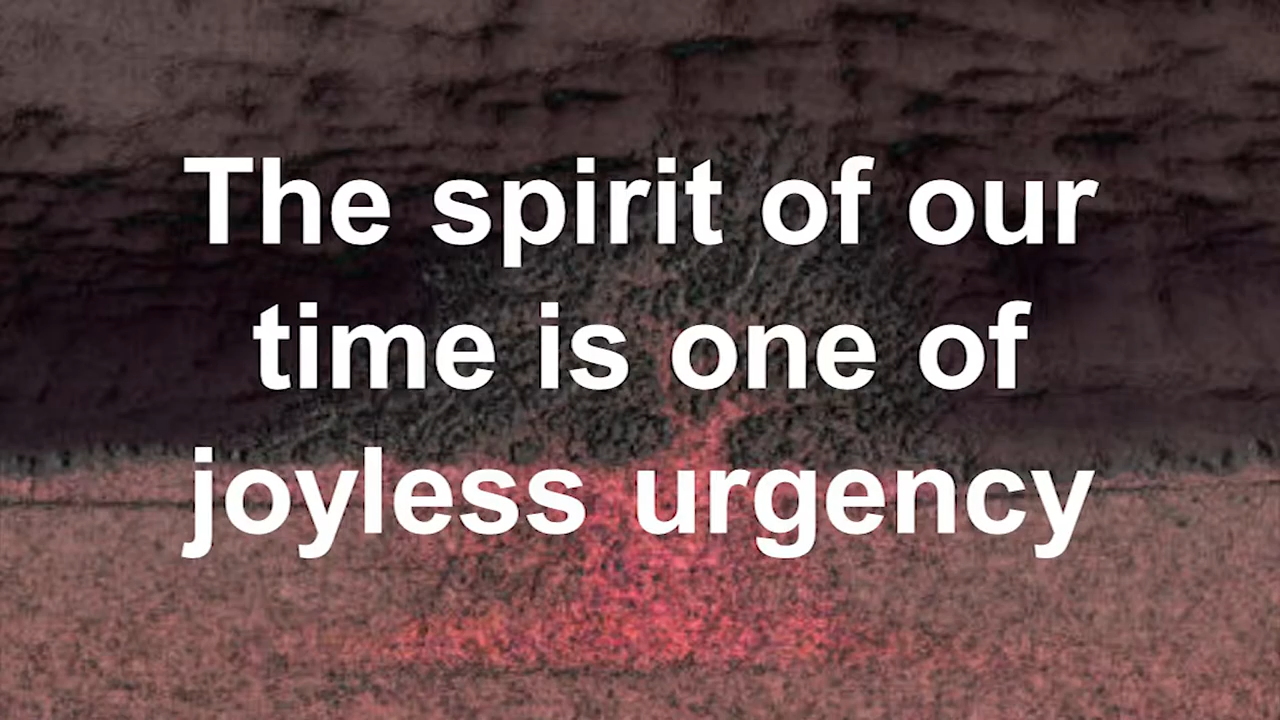 The spirit of our
time is one of
joyless urgency